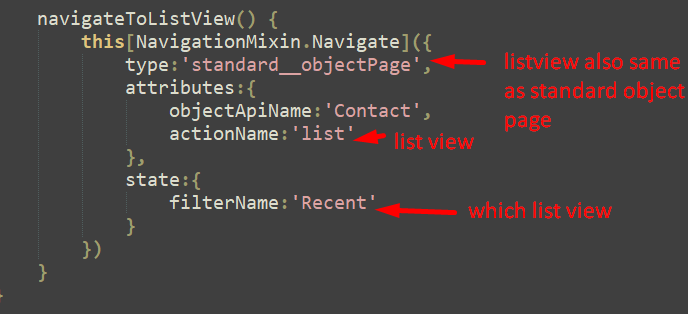 navigateToListView() {
this[NavigationMixin.Navigate]({
type:'standard__objectPage',
listview also same
as standard object
page
attributes:{
objectApiName:'Contact',
actionName:'list'
list view
},
state:{
filterName:'Recent'
which list view
}
})
}